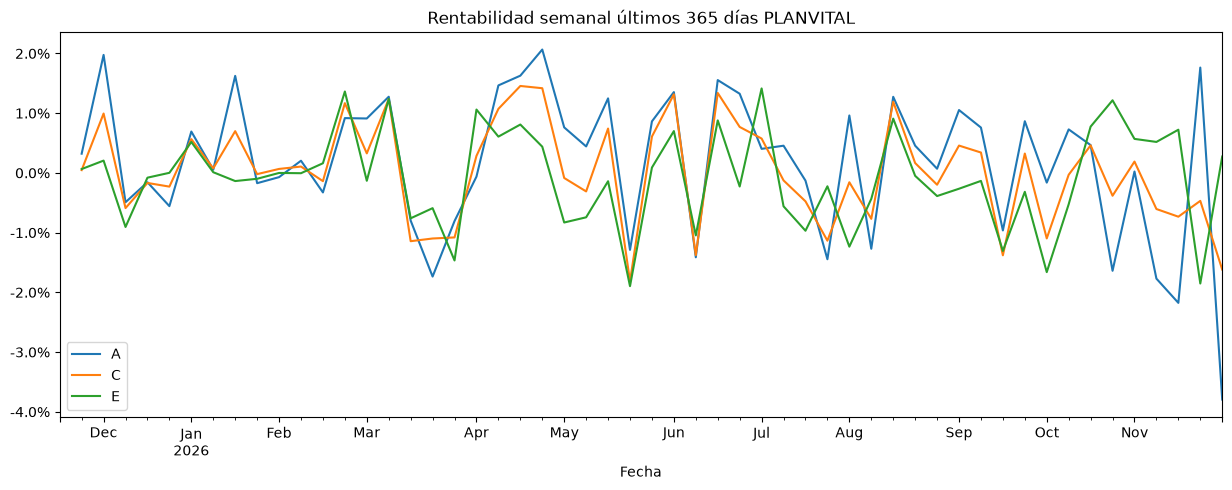 Rentabilidad semanal últimos 365 días PLANVITAL
2.0%
1.0%
0.0%
-1.0%
-2.0%
-3.0%
-4.0%
A
C
E
Dec Jan Feb Mar Apr May Jun Jul Aug Sep Oct Nov
2026
Fecha